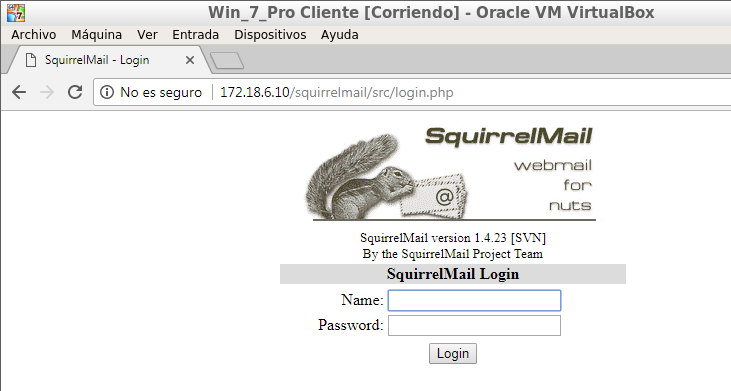 Win_7_Pro Cliente [Corriendo] - Oracle VM VirtualBox
Archivo Máquina Ver Entrada Dispositivos Ayuda
SquirrelMail - Login
No es seguro 172.18.6.10/squirrelmail/src/login.php
SquirrelMail
webmail
for
nuts
@
SquirrelMail version 1.4.23 [SVN]
By the SquirrelMail Project Team
SquirrelMail Login
Name:
Password:
Login